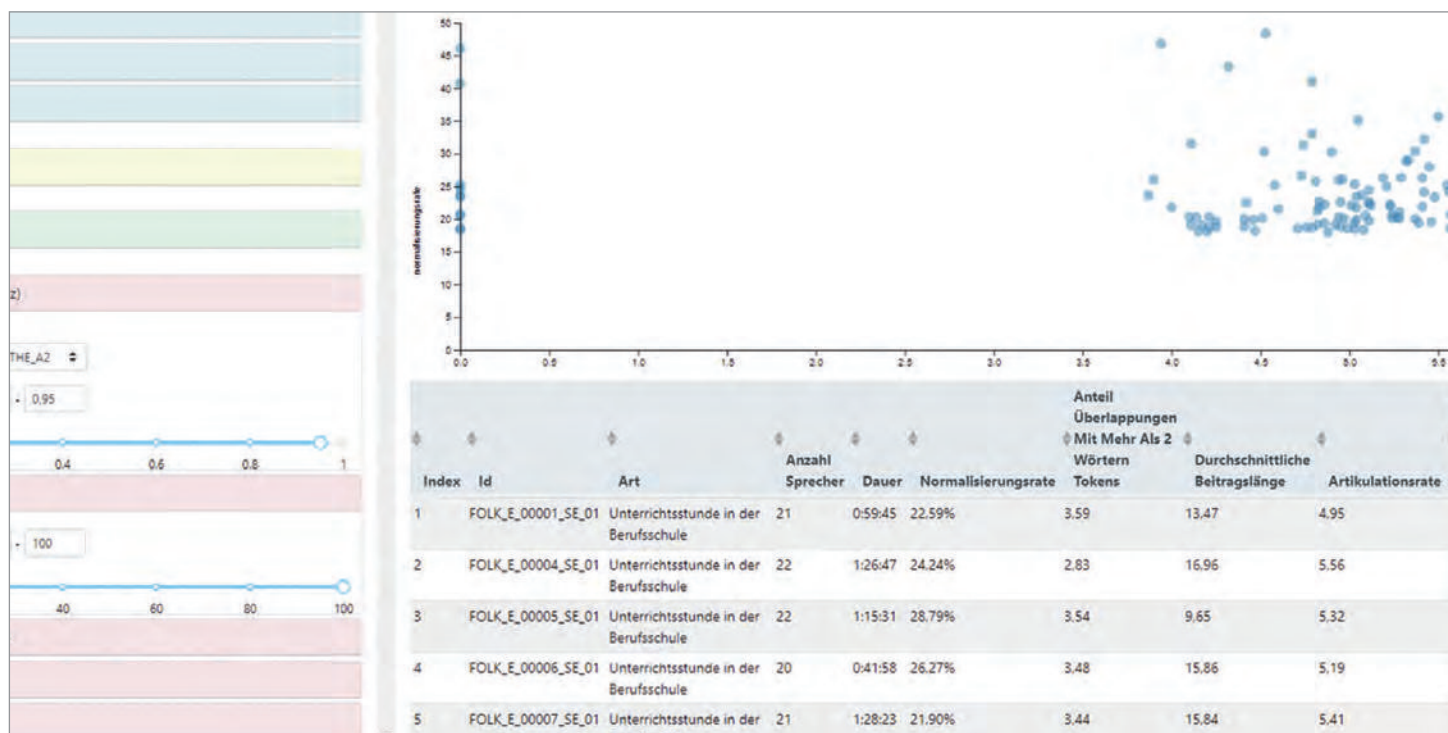 50
45
40
35
30
25
20
15
10
5
0
normalisierungsrate
0.0 0.5 1.0 1.5 2.0 2.5 3.0 3.5 4.0 4.5 5.0 5.5
z)
THE_A2
- 0,95
0.4 0.6 0.8 1
- 100
40 60 80 100
Anteil
Überlappungen
Mit Mehr Als 2
Anzahl Wörtern Durchschnittliche
Index Id Art Sprecher Dauer Normalisierungsrate Tokens Beitragslänge Artikulationsrate
1 FOLK_E_00001_SE_01 Unterrichtsstunde in der 21 0:59:45 22.59% 3.59 13.47 4.95
Berufsschule
2 FOLK_E_00004_SE_01 Unterrichtsstunde in der 22 1:26:47 24.24% 2.83 16.96 5.56
Berufsschule
3 FOLK_E_00005_SE_01 Unterrichtsstunde in der 22 1:15:31 28.79% 3.54 9.65 5.32
Berufsschule
4 FOLK_E_00006_SE_01 Unterrichtsstunde in der 20 0:41:58 26.27% 3.48 15.86 5.19
Berufsschule
5 FOLK_E_00007_SE_01 Unterrichtsstunde in der 21 1:28:23 21.90% 3.44 15.84 5.41